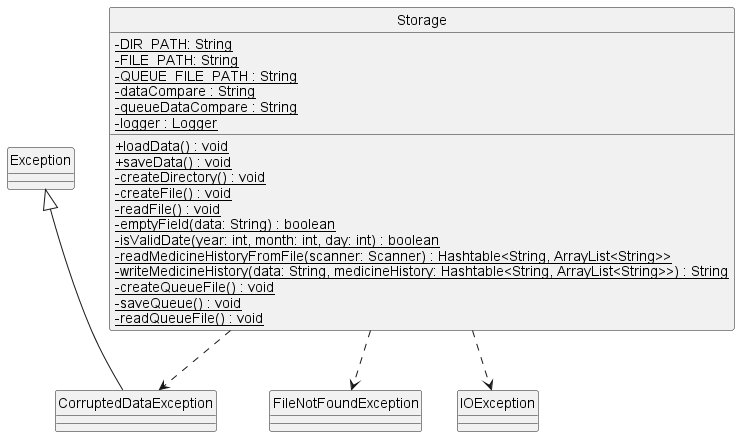 Storage
-DIR_PATH: String
-FILE_PATH: String
-QUEUE_FILE_PATH : String
-dataCompare : String
-queueDataCompare : String
-logger : Logger
+loadData() : void
+saveData() : void
-createDirectory() : void
-createFile() : void
-readFile() : void
-emptyField(data: String) : boolean
-isValidDate(year: int, month: int, day: int) : boolean
-readMedicineHistoryFromFile(scanner: Scanner) : Hashtable<String, ArrayList<String>>
-writeMedicineHistory(data: String, medicineHistory: Hashtable<String, ArrayList<String>>) : String
-createQueueFile() : void
-saveQueue() : void
-readQueueFile() : void
Exception
CorruptedDataException
FileNotFoundException
IOException